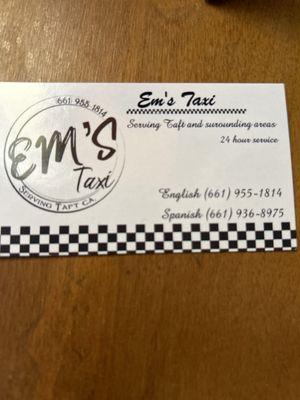 661 955 1814
EM'S
Taxi
SERVING TAFT CA.
Em's Taxi
Serving Taft and surounding areas
24 hour service
English (661) 955-1814
Spanish (661) 936-8975